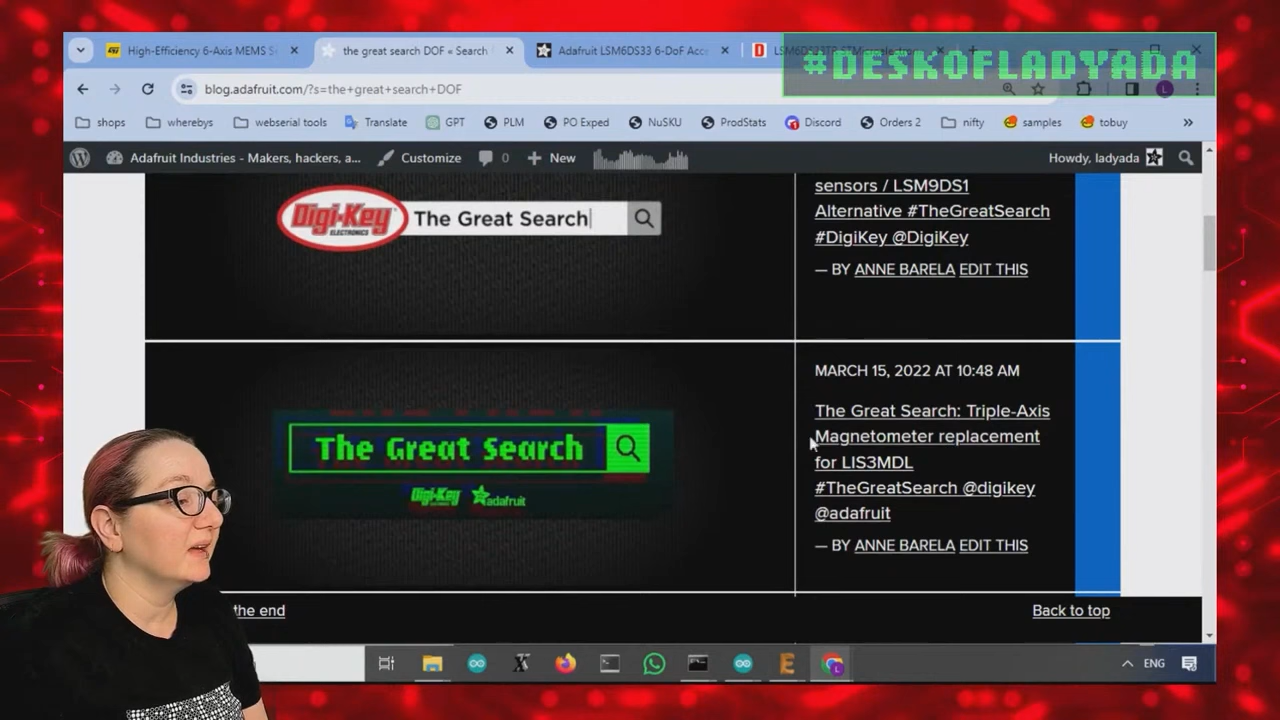 #DESKOFLADYADA
High-Efficiency 6-Axis MEMS S
the great search DOF « Search
Adafruit LSM6DS33 6-DoF Acc
blog.adafruit.com/?s=the+great+search+DOF
shops
whereby
webserial tools
Translate
GPT
PLM
PO Exped
NuSKU
ProdStats
Discord
Orders 2
nifty
samples
tobuy
»
Adafruit Industries - Makers, hackers, a...
Customize
0
New
Howdy, ladyada
Digi-Key
ELECTRONICS
The Great Search
sensors / LSM9DS1
Alternative #TheGreatSearch
#DigiKey @DigiKey
— BY ANNE BARELA EDIT THIS
The Great Search
Digi-Key
adafruit
MARCH 15, 2022 AT 10:48 AM
The Great Search: Triple-Axis
Magnetometer replacement
for LIS3MDL
#TheGreatSearch @digikey
@adafruit
— BY ANNE BARELA EDIT THIS
the end
Back to top
ENG